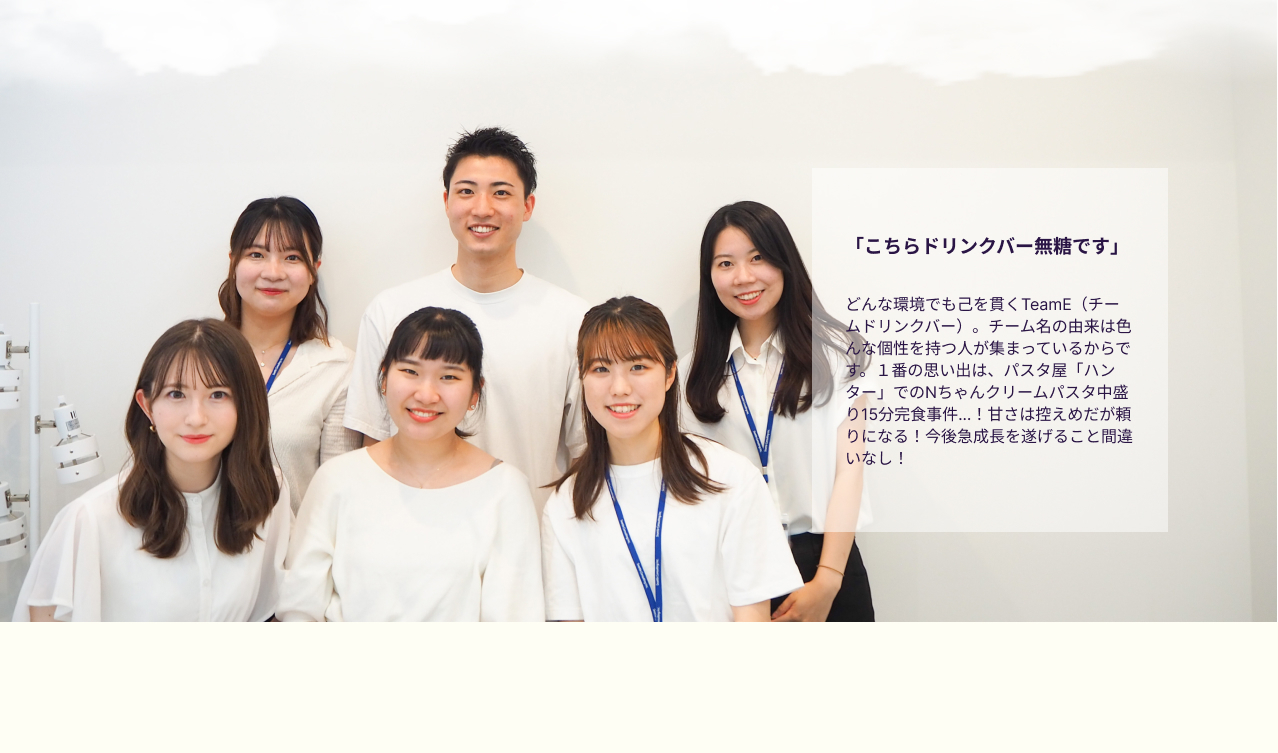 「こちらドリンクバー無糖です」
どんな環境でも己を貫くTeamE（チー
ムドリンクバー）。チーム名の由来は色
んな個性を持つ人が集まっているからで
す。１番の思い出は、パスタ屋「ハン
ター」でのNちゃんクリームパスタ中盛
り15分完食事件…！甘さは控えめだが頼
りになる！今後急成長を遂げること間違
いなし！